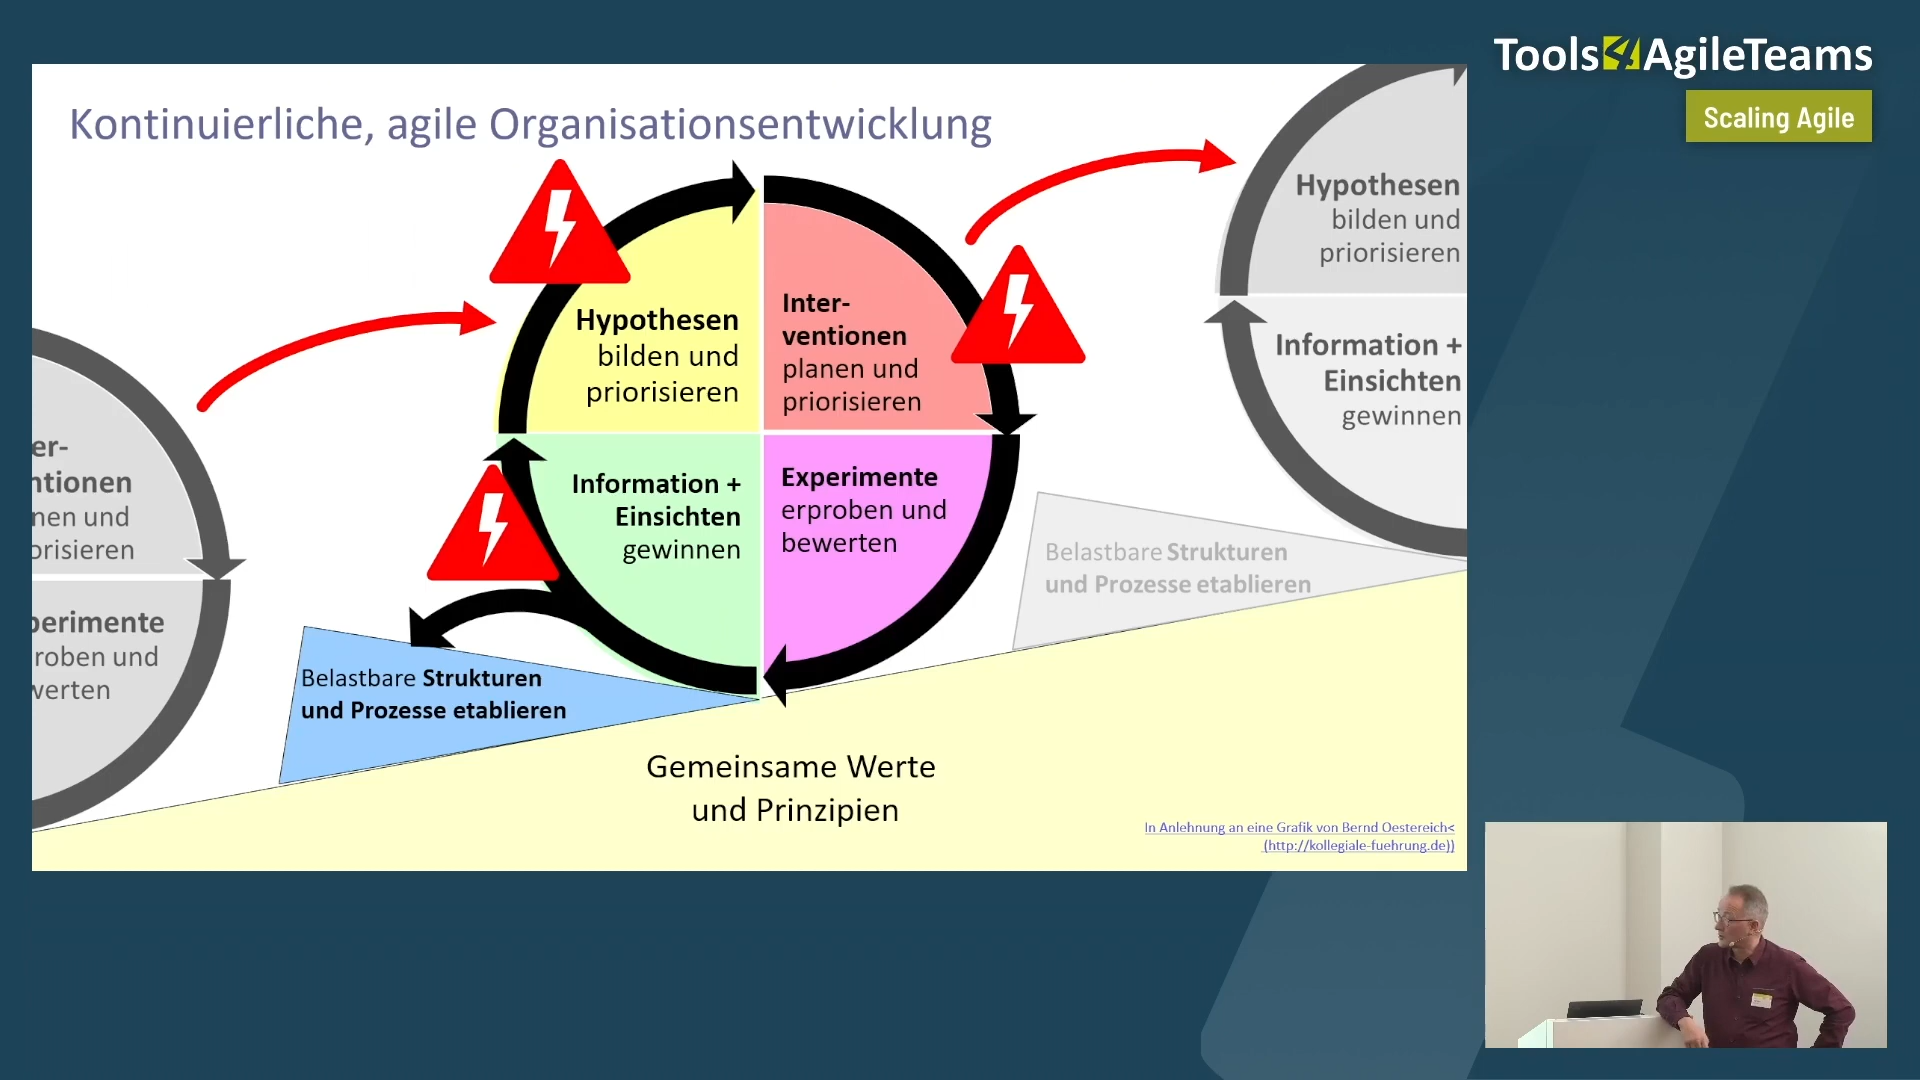 Tools4AgileTeams
Scaling Agile
Kontinuierliche, agile Organisationsentwicklung
er-
ntionen
nen und
orisieren
perimente
roben und
werten
Hypothesen
bilden und
priorisieren
Inter-
ventionen
planen und
priorisieren
Information +
Einsichten
gewinnen
Experimente
erproben und
bewerten
Belastbare Strukturen
und Prozesse etablieren
Hypothesen
bilden und
priorisieren
Information +
Einsichten
gewinnen
Belastbare Strukturen
und Prozesse etablieren
Gemeinsame Werte
und Prinzipien
In Anlehnung an eine Grafik von Bernd Oestereich<
(http://kollegiale-fuehrung.de))